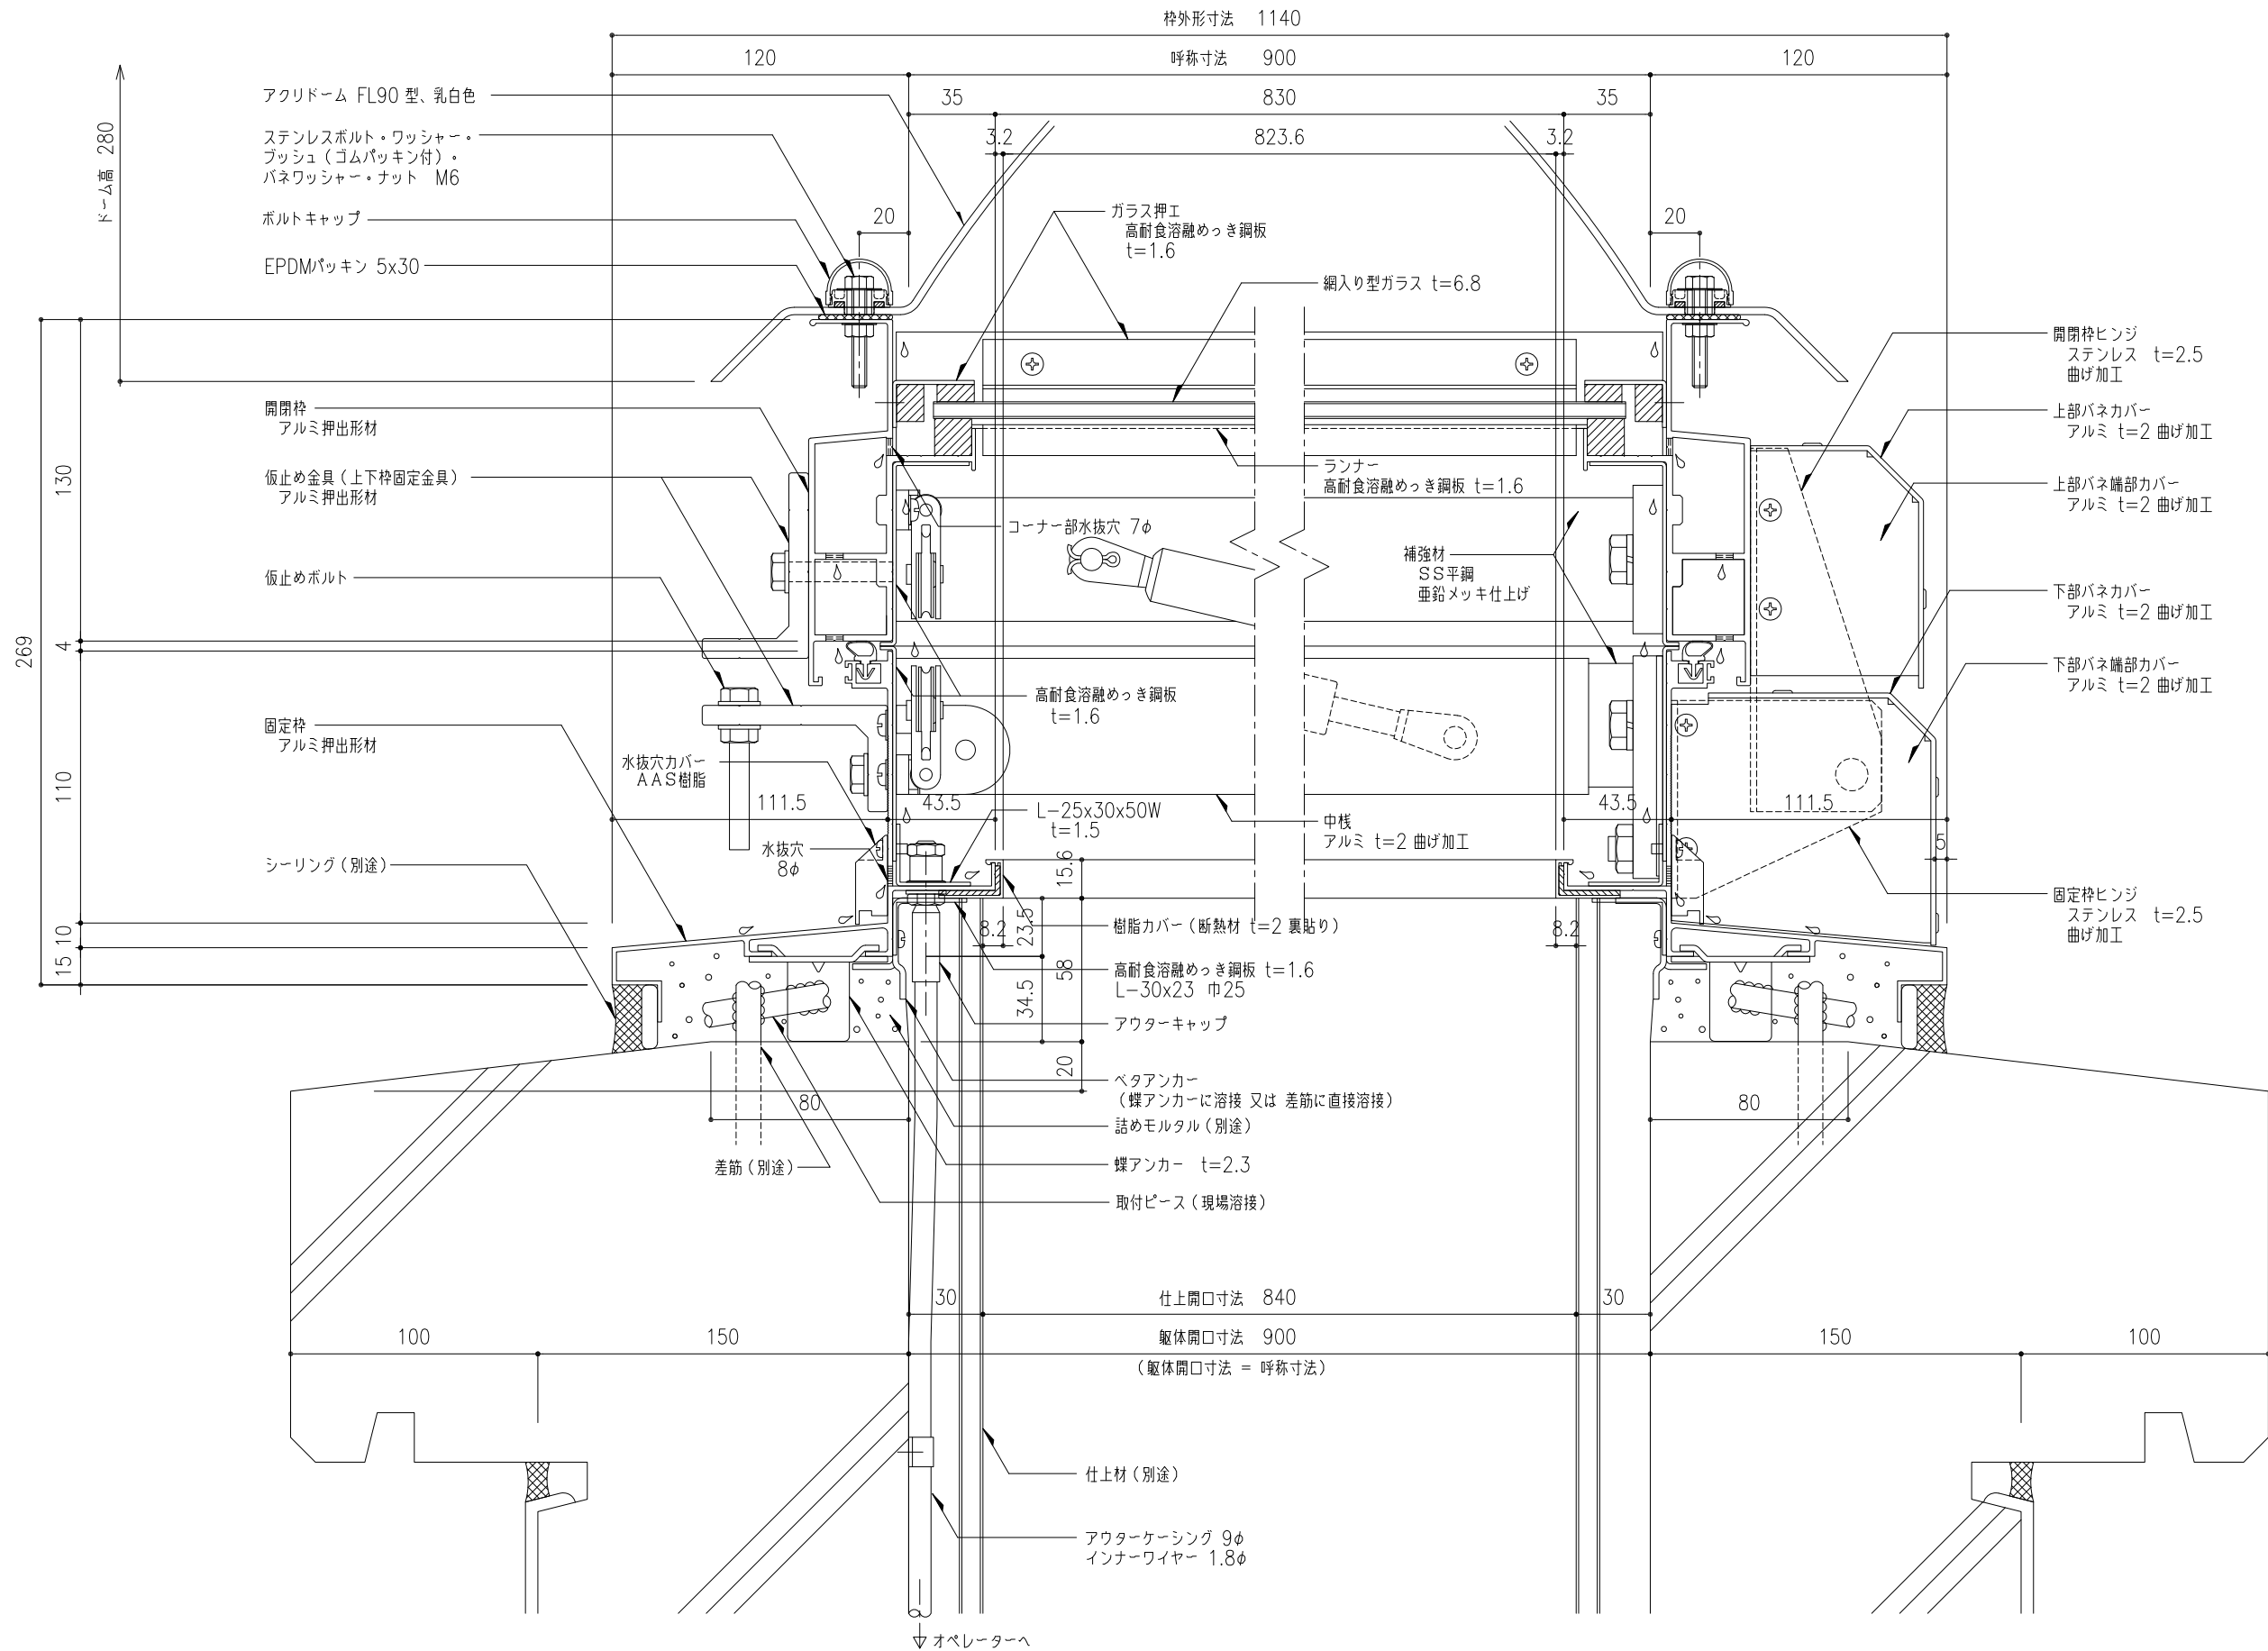 枠外形寸法　1140
120
呼称寸法　900
120
35
830
35
3.2
823.6
3.2
ドーム高 280
アクリドーム FL90 型、乳白色
ステンレスボルト・ワッシャー・
ブッシュ（ゴムパッキン付）・
バネワッシャー・ナット　M6
ボルトキャップ
EPDMパッキン 5x30
20
20
ガラス押エ
高耐食溶融めっき鋼板
t=1.6
網入り型ガラス t=6.8
開閉枠ヒンジ
ステンレス　t=2.5
曲げ加工
開閉枠
アルミ押出形材
上部バネカバー
アルミ t=2 曲げ加工
仮止め金具（上下枠固定金具）
アルミ押出形材
ランナー
高耐食溶融めっき鋼板 t=1.6
上部バネ端部カバー
アルミ t=2 曲げ加工
コーナー部水抜穴 7φ
仮止めボルト
補強材
ＳＳ平鋼
亜鉛メッキ仕上げ
下部バネカバー
アルミ t=2 曲げ加工
269
130
4
110
10
15
下部バネ端部カバー
アルミ t=2 曲げ加工
高耐食溶融めっき鋼板
t=1.6
固定枠
アルミ押出形材
水抜穴カバー
ＡＡＳ樹脂
111.5
43.5
L-25x30x50W
t=1.5
43.5
111.5
中桟
アルミ t=2 曲げ加工
水抜穴
8φ
シーリング（別途）
15.6
5
固定枠ヒンジ
ステンレス　t=2.5
曲げ加工
8.2
23.5
樹脂カバー（断熱材 t=2 裏貼り）
8.2
58
34.5
高耐食溶融めっき鋼板 t=1.6
L-30x23 巾25
アウターキャップ
20
ベタアンカー
（蝶アンカーに溶接 又は 差筋に直接溶接）
80
80
詰めモルタル（別途）
差筋（別途）
蝶アンカー　t=2.3
取付ピース（現場溶接）
30
仕上開口寸法　840
30
100
150
躯体開口寸法　900
150
100
（躯体開口寸法 = 呼称寸法）
仕上材（別途）
アウターケーシング 9φ
インナーワイヤー 1.8φ
オペレーターへ